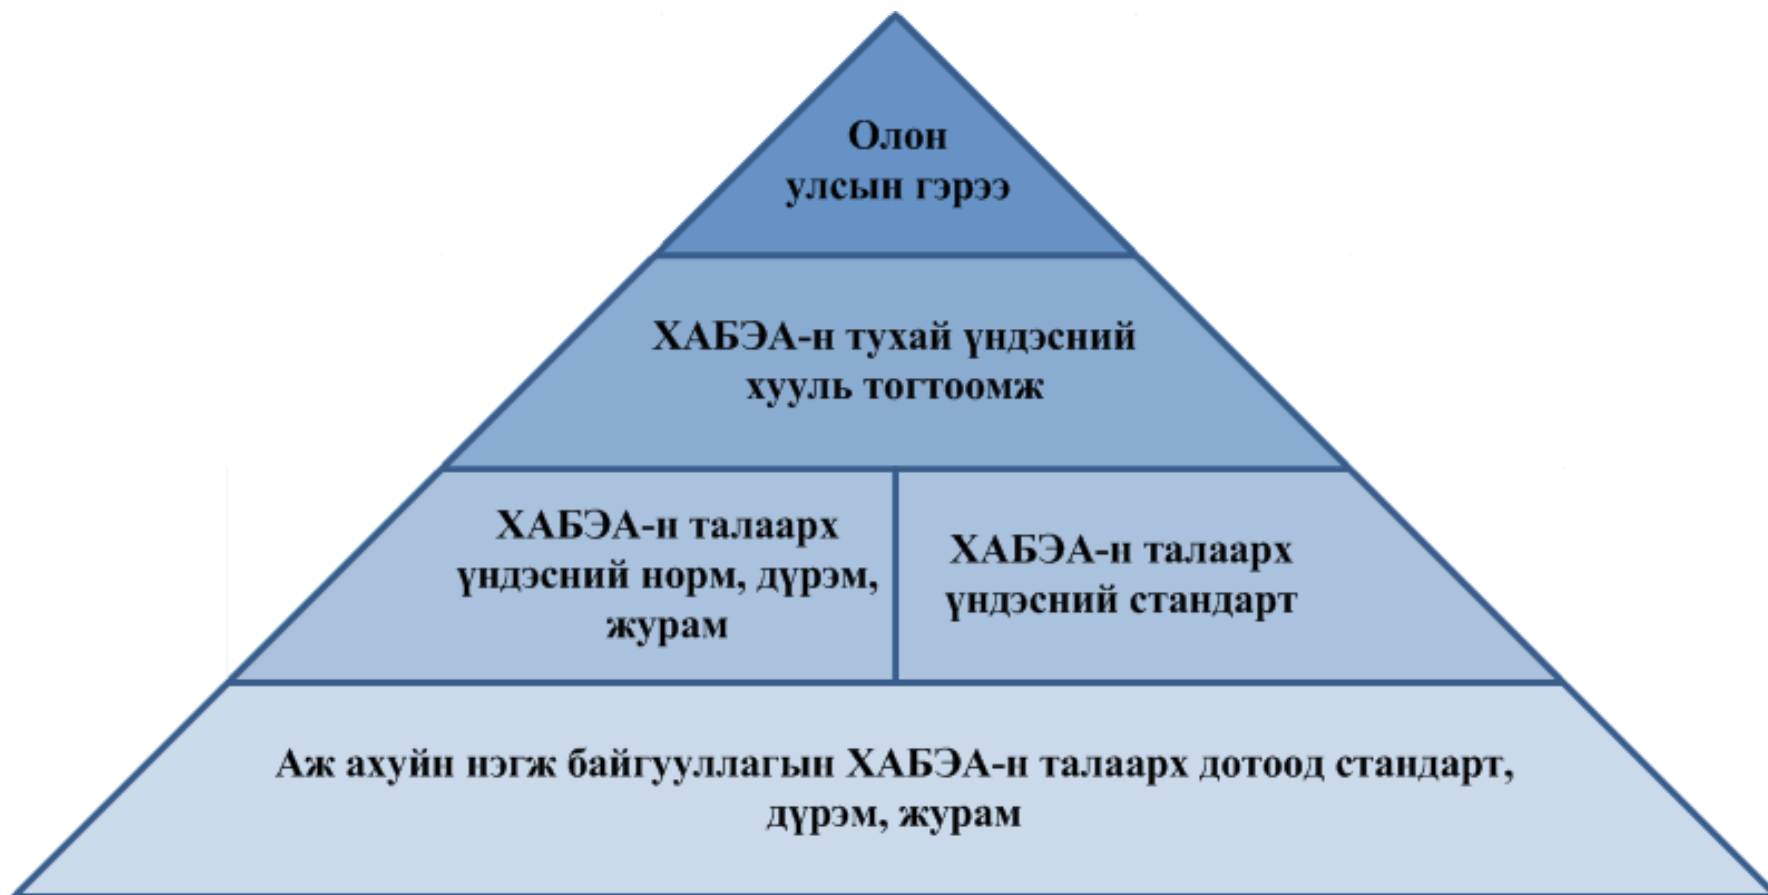 Олон
улсын гэрээ
ХАБЭА-н тухай үндэсний
хууль тогтоомж
ХАБЭА-н талаарх
үндэсний норм, дүрэм,
журам
ХАБЭА-н талаарх
үндэсний стандарт
Аж ахуйн нэгж байгууллагын ХАБЭА-н талаарх дотоод стандарт,
дүрэм, журам